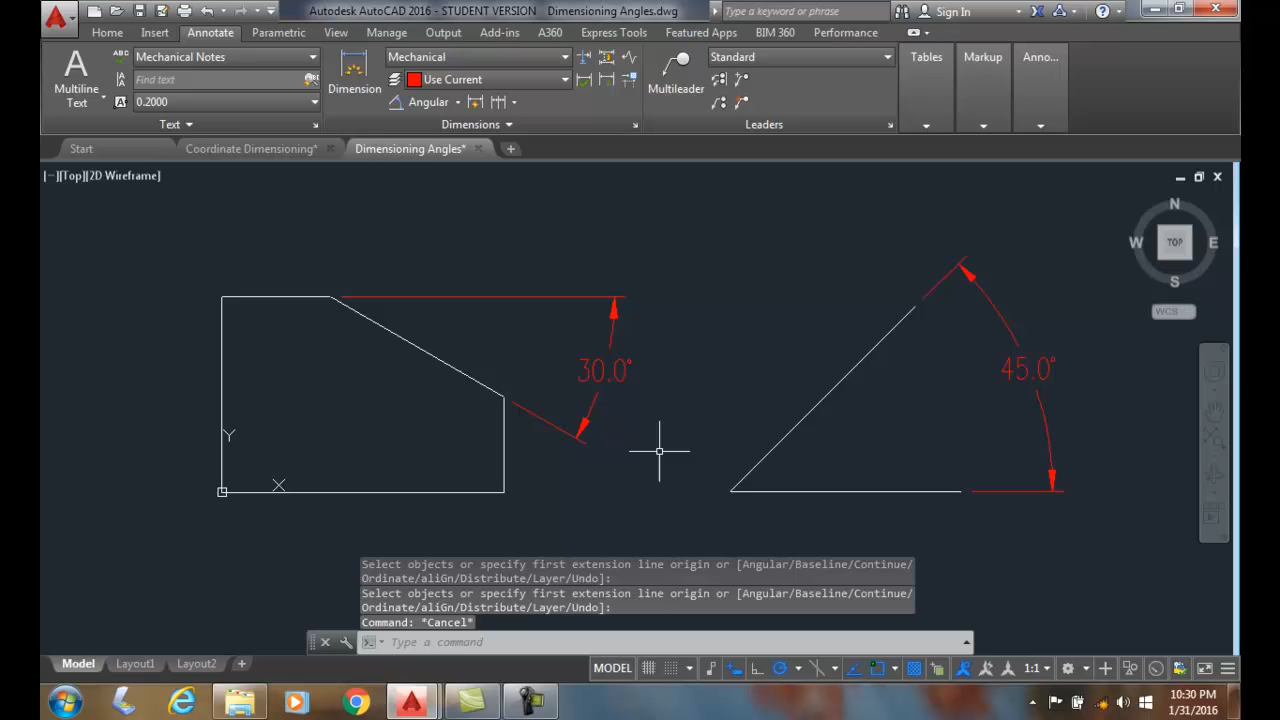 Autodesk AutoCAD 2016 - STUDENT VERSION Dimensioning Angles.dwg
Type a keyword or phrase
Sign In
Home Insert Annotate Parametric View Manage Output Add-ins A360 Express Tools Featured Apps BIM 360 Performance
Mechanical Notes
Find text
0.2000
Multiline
Text
Text
Dimension
Mechanical
Use Current
Angular
Dimensions
Multileader
Standard
Leaders
Tables
Markup
Anno...
Start Coordinate Dimensioning* Dimensioning Angles*
[−][Top][2D Wireframe]
N
W TOP E
S
WCS
30.0°
45.0°
Y
X
Select objects or specify first extension line origin or [Angular/Baseline/Continue/
Ordinate/aliGn/Distribute/Layer/Undo]:
Select objects or specify first extension line origin or [Angular/Baseline/Continue/
Ordinate/aliGn/Distribute/Layer/Undo]:
Command: *Cancel*
Type a command
Model Layout1 Layout2
MODEL
1:1
10:30 PM
1/31/2016